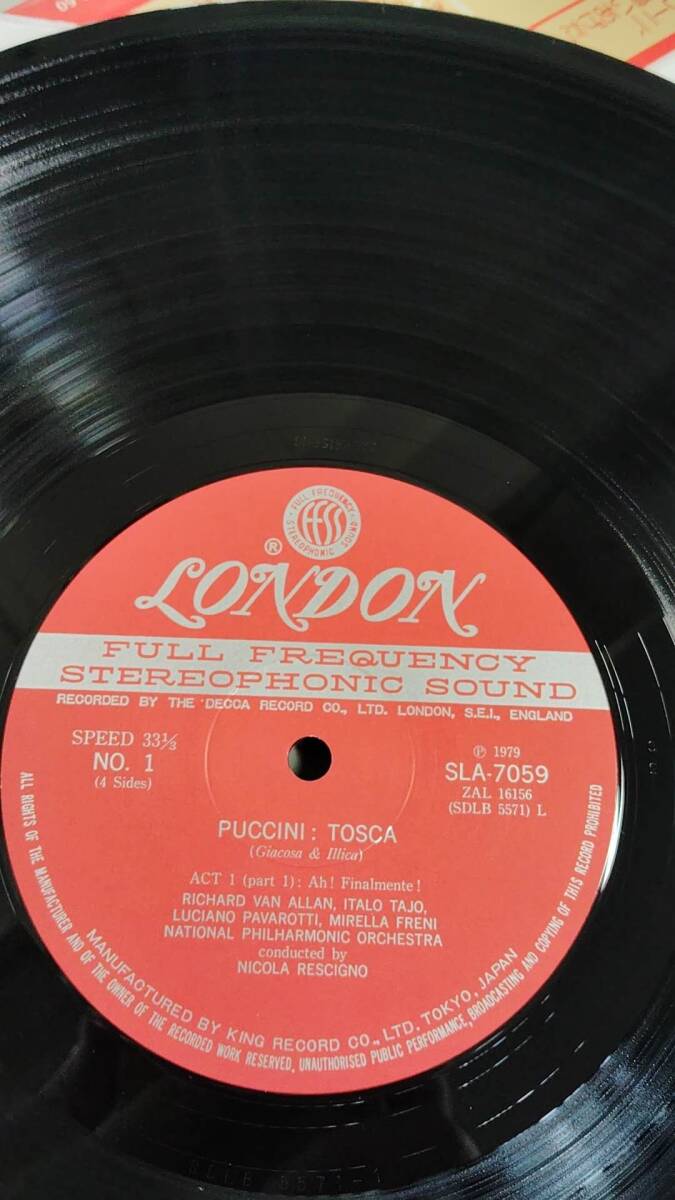 FULL FREQUENCY
ffss
STEREOPHONIC SOUND
®
LONDON
FULL FREQUENCY
STEREOPHONIC SOUND
RECORDED BY THE DECCA RECORD CO., LTD. LONDON, S.E.I., ENGLAND
SPEED 33⅓
NO. 1
(4 Sides)
℗ 1979
SLA-7059
ZAL 16156
(SDLB 5571) L
PUCCINI: TOSCA
(Giacosa & Illica)
ACT 1 (part 1): Ah! Finalmente!
RICHARD VAN ALLAN, ITALO TAJO,
LUCIANO PAVAROTTI, MIRELLA FRENI
NATIONAL PHILHARMONIC ORCHESTRA
conducted by
NICOLA RESCIGNO
MANUFACTURED BY KING RECORD CO., LTD. TOKYO, JAPAN
ALL RIGHTS OF THE MANUFACTURER AND OF THE OWNER OF THE RECORDED WORK RESERVED, UNAUTHORISED PUBLIC PERFORMANCE, BROADCASTING AND COPYING OF THIS RECORD PROHIBITED